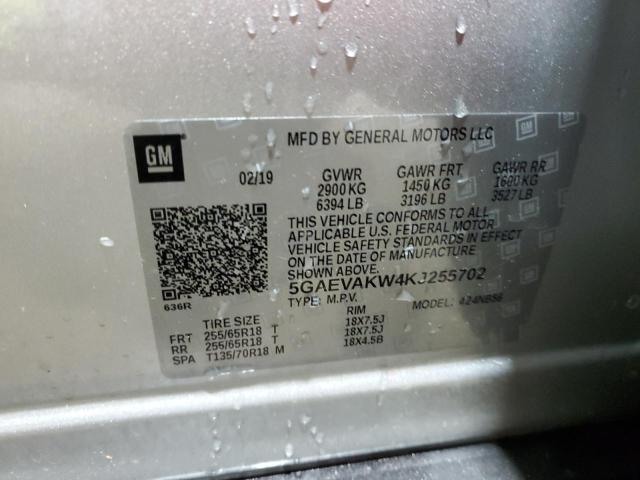 GM
MFD BY GENERAL MOTORS LLC
02/19 GVWR GAWR FRT GAWR RR
2900 KG 1450 KG 1600 KG
6394 LB 3196 LB 3527 LB
THIS VEHICLE CONFORMS TO ALL
APPLICABLE U.S. FEDERAL MOTOR
VEHICLE SAFETY STANDARDS IN EFFECT
ON THE DATE OF MANUFACTURE
SHOWN ABOVE.
5GAEVAKW4KJ255702
636R
TYPE: M.P.V. MODEL: 424NB56
TIRE SIZE RIM
FRT 255/65R18 T 18X7.5J
RR 255/65R18 T 18X7.5J
SPA T135/70R18 M 18X4.5B